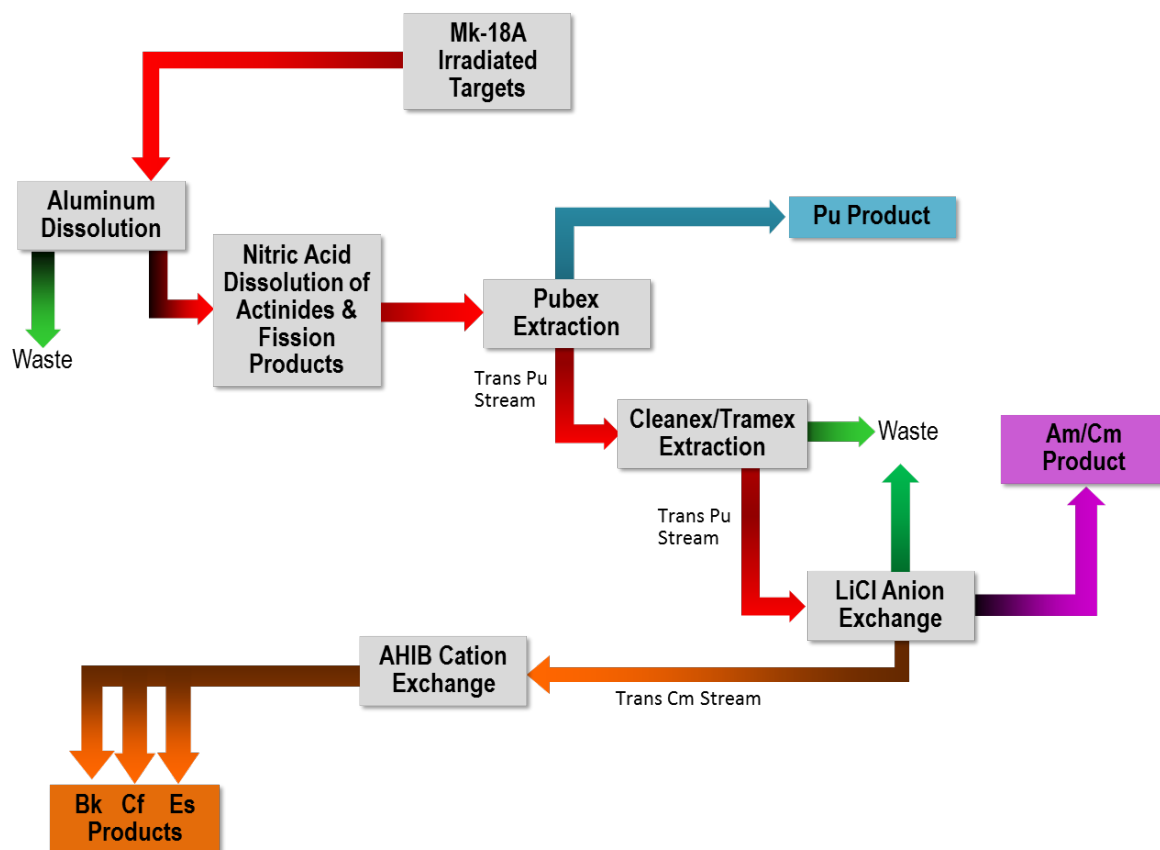 Mk-18A
Irradiated
Targets
Aluminum
Dissolution
Waste
Nitric Acid
Dissolution of
Actinides &
Fission
Products
Pubex
Extraction
Pu Product
Trans Pu
Stream
Cleanex/Tramex
Extraction
Waste
Am/Cm
Product
Trans Pu
Stream
LiCl Anion
Exchange
AHIB Cation
Exchange
Trans Cm Stream
Bk Cf Es
Products